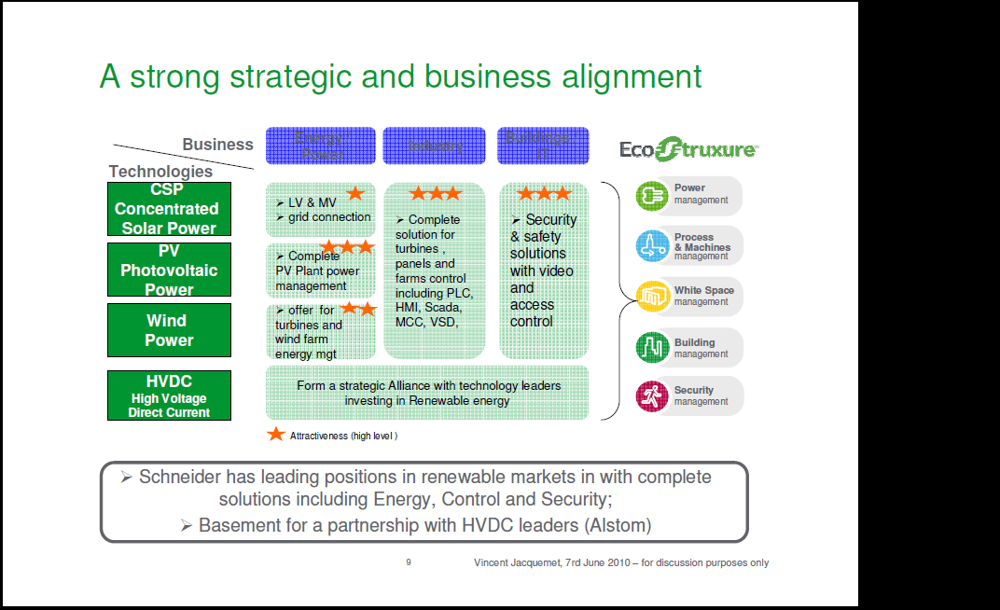 A strong strategic and business alignment
Business
Technologies
Energy
Power
Industry
Buildings /
IT
EcoStruxure™
CSP
Concentrated
Solar Power
➢ LV & MV
➢ grid connection
PV
Photovoltaic
Power
➢ Complete
PV Plant power
management
Wind
Power
➢ offer for
turbines and
wind farm
energy mgt
➢ Complete
solution for
turbines ,
panels and
farms control
including PLC,
HMI, Scada,
MCC, VSD,
➢ Security
& safety
solutions
with video
and
access
control
HVDC
High Voltage
Direct Current
Form a strategic Alliance with technology leaders
investing in Renewable energy
Power
management
Process
& Machines
management
White Space
management
Building
management
Security
management
Attractiveness (high level )
➢ Schneider has leading positions in renewable markets in with complete
solutions including Energy, Control and Security;
➢ Basement for a partnership with HVDC leaders (Alstom)
9
Vincent Jacquemet, 7rd June 2010 – for discussion purposes only